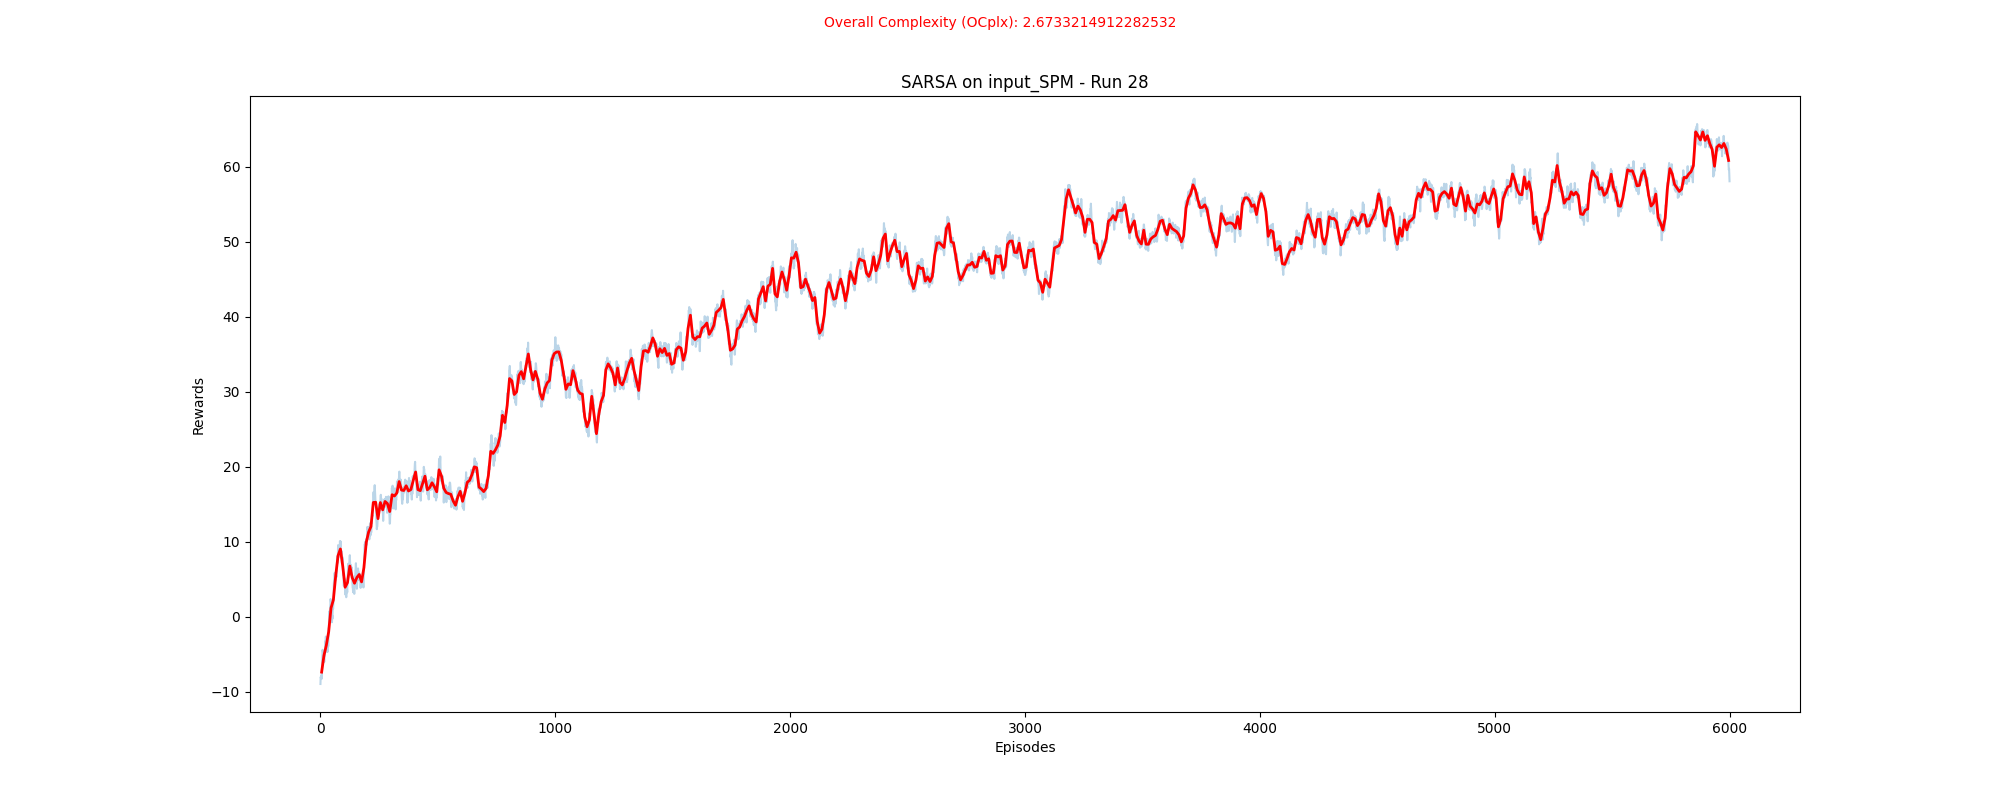 Overall Complexity (OCplx): 2.6733214912282532
SARSA on input_SPM - Run 28
Rewards
60
50
40
30
20
10
0
−10
0 1000 2000 3000 4000 5000 6000
Episodes